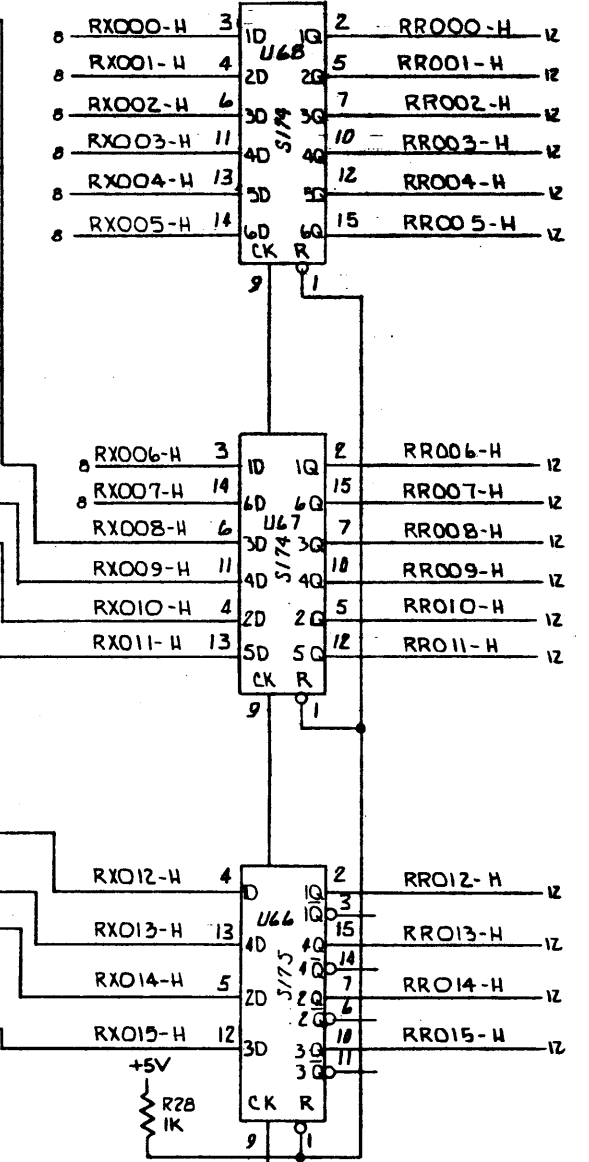 8 RX000-H 3 1D 1Q 2 RR000-H 12
U68
8 RX001-H 4 2D 2Q 5 RR001-H 12
8 RX002-H 6 3D 3Q 7 RR002-H 12
S174
8 RX003-H 11 4D 4Q 10 RR003-H 12
8 RX004-H 13 5D 5Q 12 RR004-H 12
8 RX005-H 14 6D 6Q 15 RR005-H 12
CK R
9 1
8 RX006-H 3 1D 1Q 2 RR006-H 12
8 RX007-H 14 6D 6Q 15 RR007-H 12
U67
RX008-H 6 3D 3Q 7 RR008-H 12
S174
RX009-H 11 4D 4Q 10 RR009-H 12
RX010-H 4 2D 2Q 5 RR010-H 12
RX011-H 13 5D 5Q 12 RR011-H 12
CK R
9 1
RX012-H 4 1D 1Q 2 RR012-H 12
1Q̅ 3
U66
RX013-H 13 4D 4Q 15 RR013-H 12
4Q̅ 14
S175
RX014-H 5 2D 2Q 7 RR014-H 12
2Q̅ 6
RX015-H 12 3D 3Q 10 RR015-H 12
3Q̅ 11
+5V
R28
1K
CK R
9 1